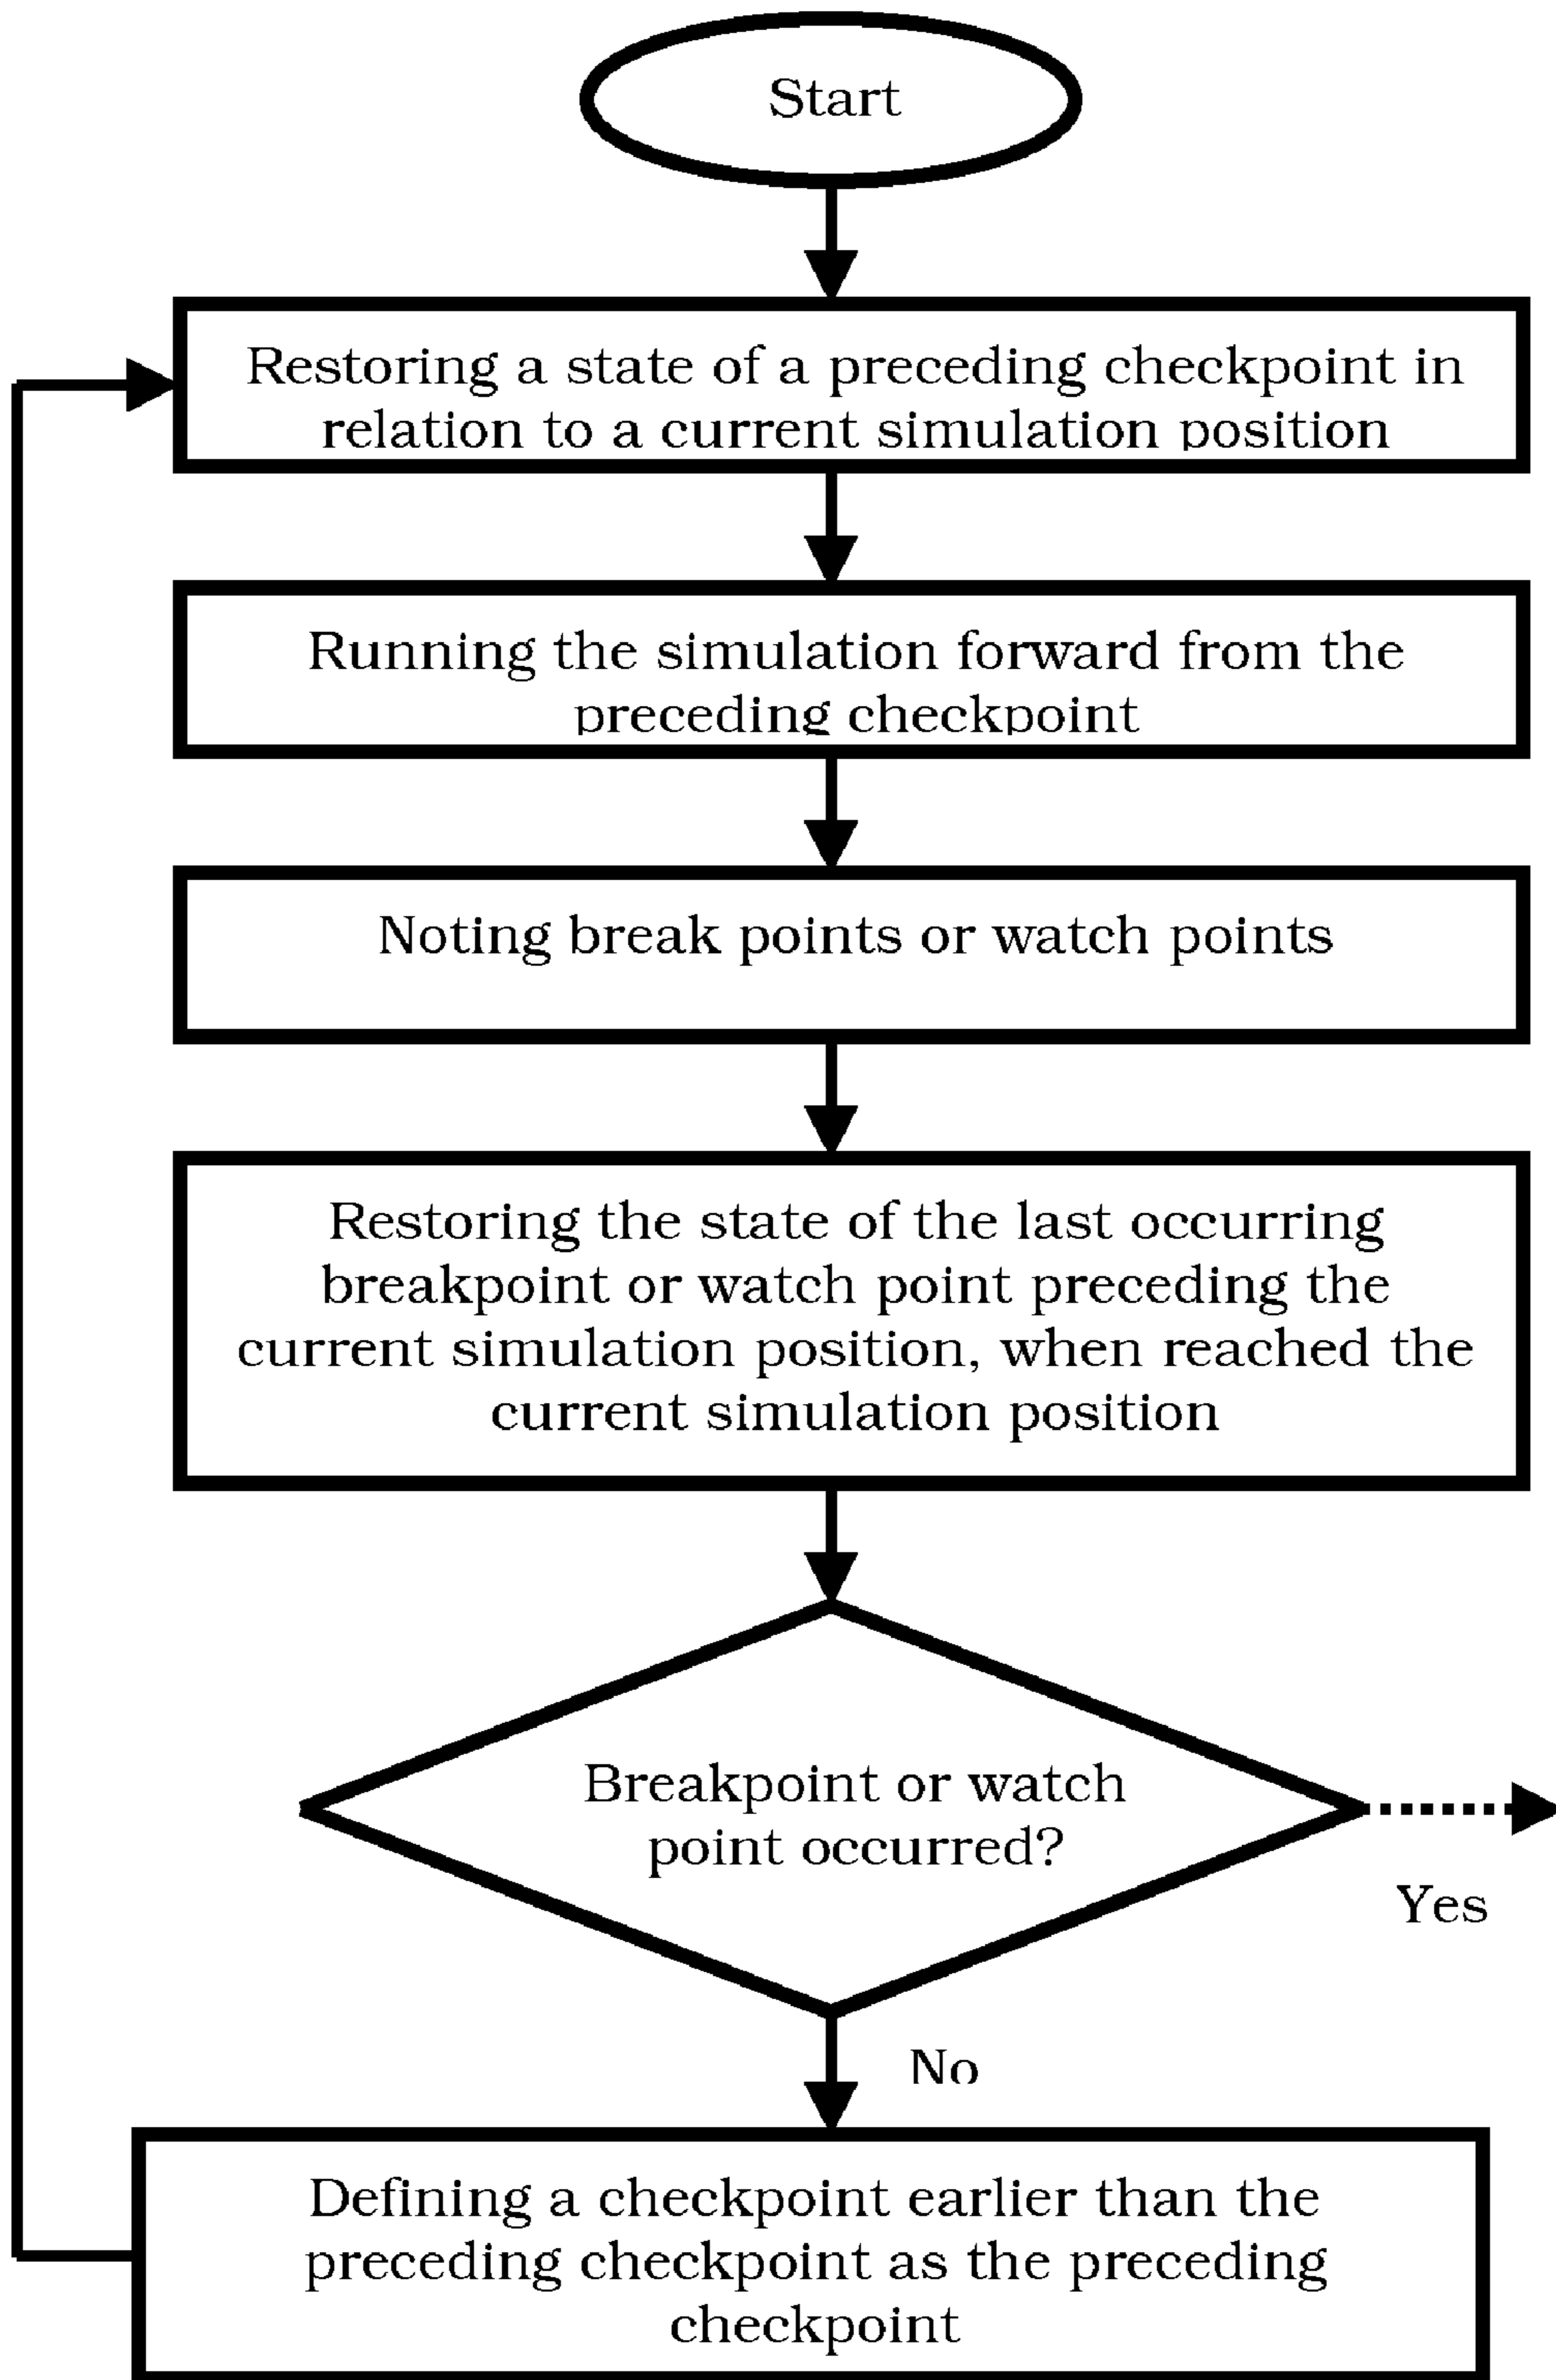 Start
Restoring a state of a preceding checkpoint in
relation to a current simulation position
Running the simulation forward from the
preceding checkpoint
Noting break points or watch points
Restoring the state of the last occurring
breakpoint or watch point preceding the
current simulation position, when reached the
current simulation position
Breakpoint or watch
point occurred?
Yes
No
Defining a checkpoint earlier than the
preceding checkpoint as the preceding
checkpoint